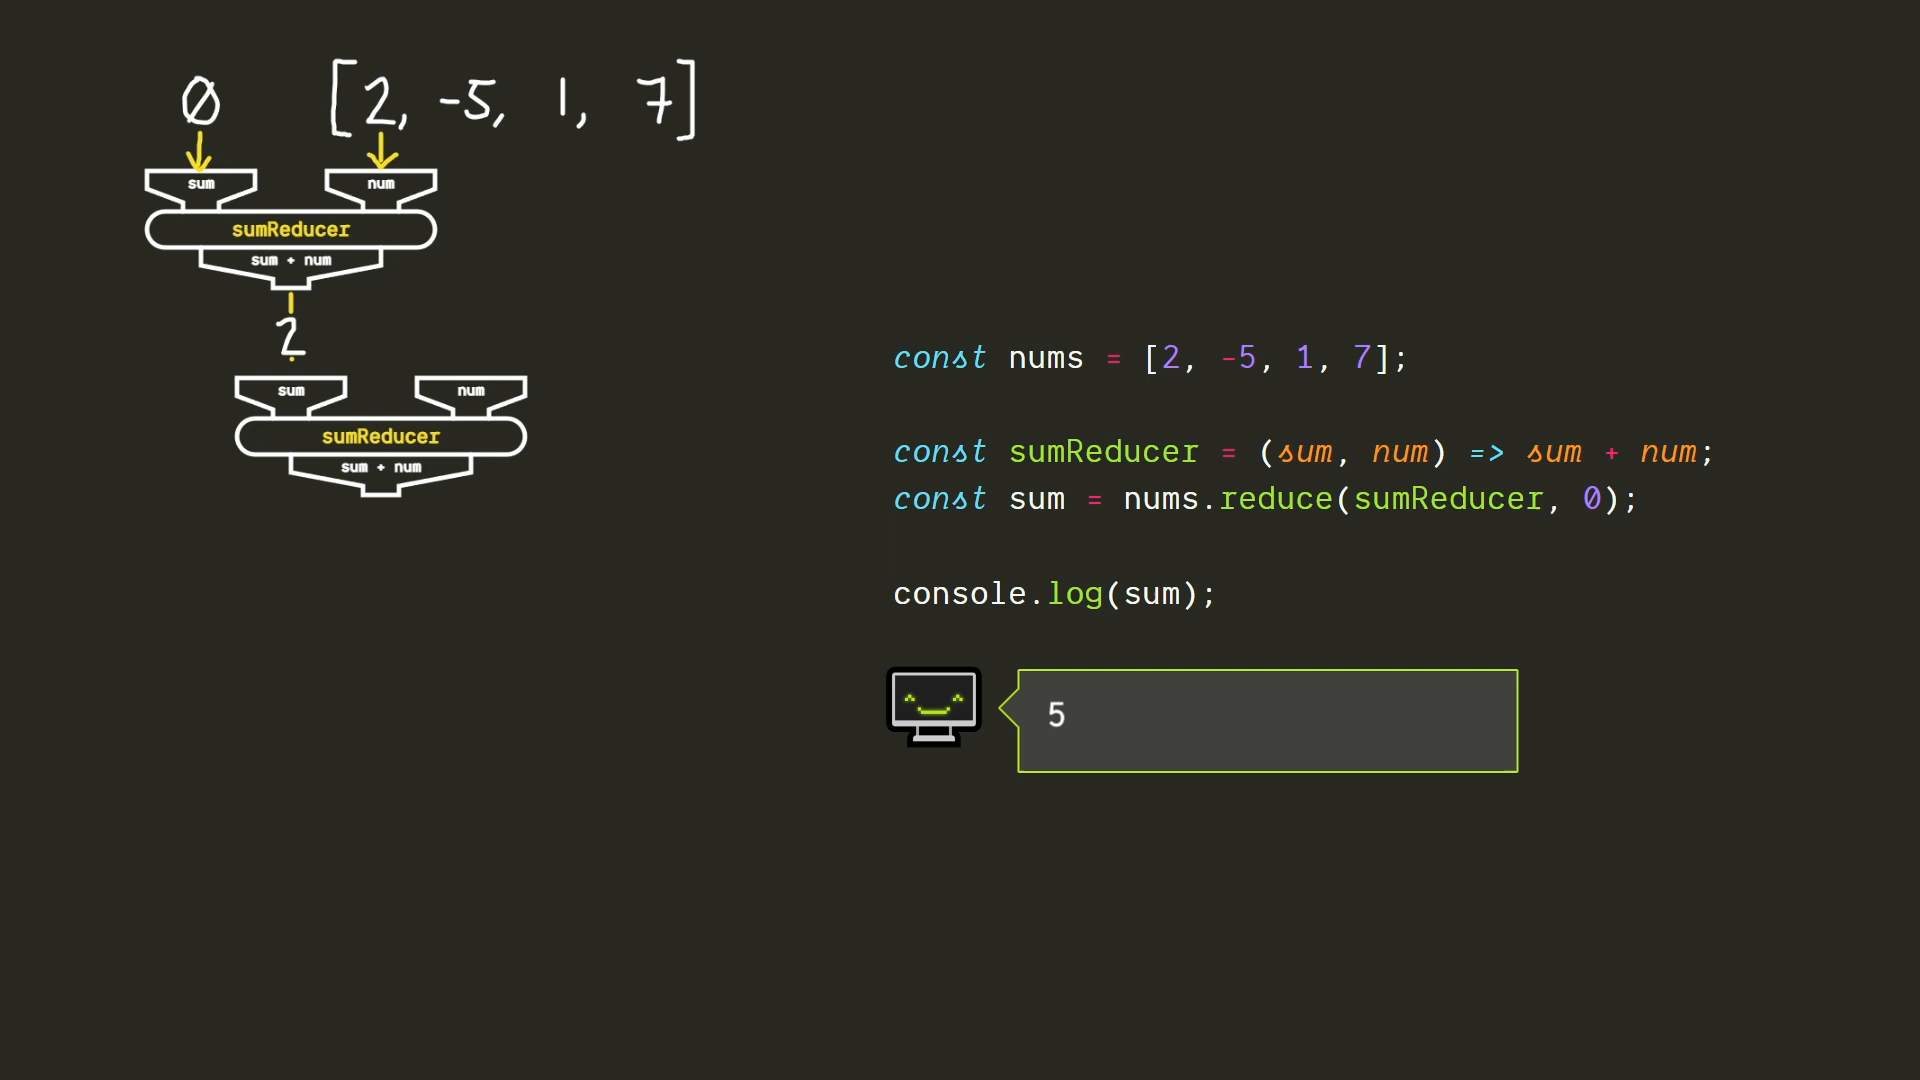 0 [2, -5, 1, 7]
sum num
sumReducer
sum + num
2
sum num
sumReducer
sum + num
const nums = [2, -5, 1, 7];
const sumReducer = (sum, num) => sum + num;
const sum = nums.reduce(sumReducer, 0);
console.log(sum);
5